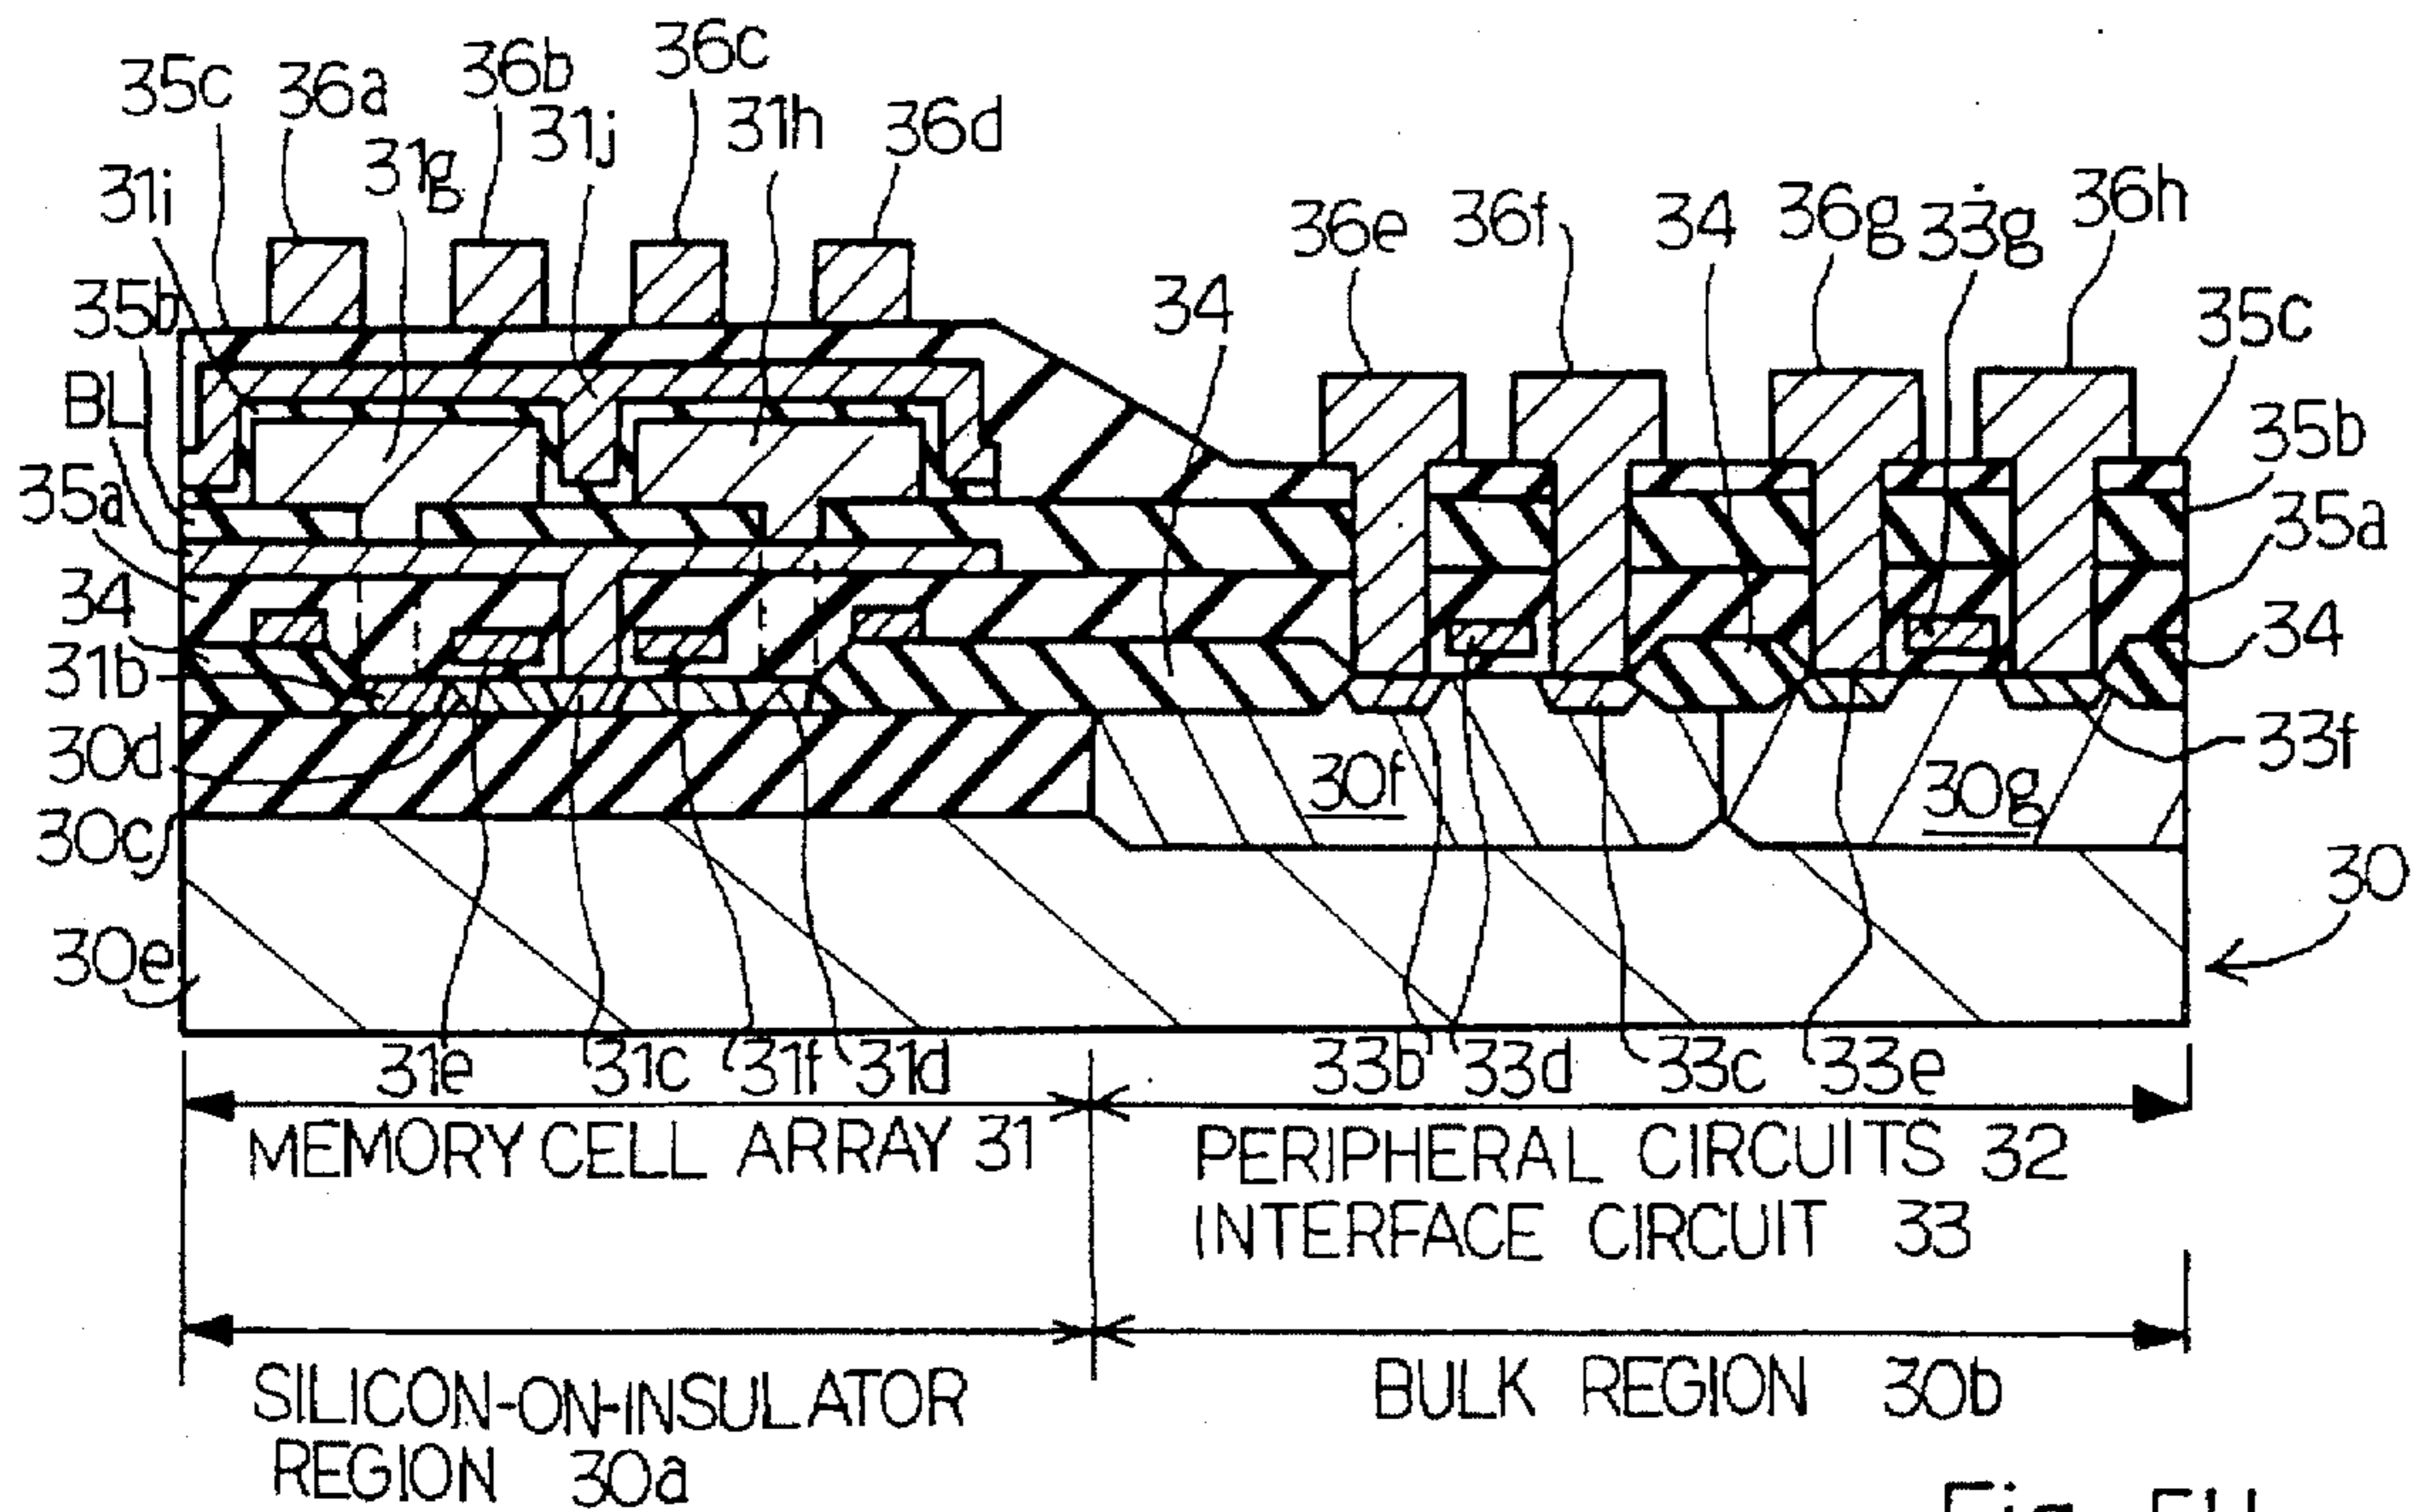 36c
35c 36a 36b
31j 31h 36d
31g
31i
36e 36f 34 36g 33g 36h
35b
34
35c
BL
35b
35a
35a
34
34
31b
30d
33f
30f
30g
30c
30
30e
31e 31c 31f 31d 33b 33d 33c 33e
MEMORY CELL ARRAY 31
PERIPHERAL CIRCUITS 32
INTERFACE CIRCUIT 33
SILICON-ON-INSULATOR
REGION 30a
BULK REGION 30b